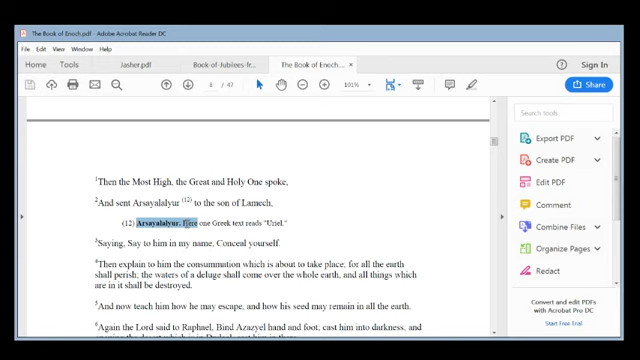 The Book of Enoch.pdf - Adobe Acrobat Reader DC
File Edit View Window Help
Home Tools Jasher.pdf Book-of-Jubilees-fr... The Book of Enoch.... × Sign In
8 / 47 101% Share
1Then the Most High, the Great and Holy One spoke,
2And sent Arsayalalyur (12) to the son of Lamech,
(12) Arsayalalyur. Here one Greek text reads "Uriel."
3Saying, Say to him in my name, Conceal yourself.
4Then explain to him the consummation which is about to take place, for all the earth
shall perish; the waters of a deluge shall come over the whole earth, and all things which
are in it shall be destroyed.
5And now teach him how he may escape, and how his seed may remain in all the earth.
6Again the Lord said to Raphael, Bind Azazyel hand and foot; cast him into darkness, and
Search tools
Export PDF
Create PDF
Edit PDF
Comment
Combine Files
Organize Pages
Redact
Convert and edit PDFs
with Acrobat Pro DC
Start Free Trial